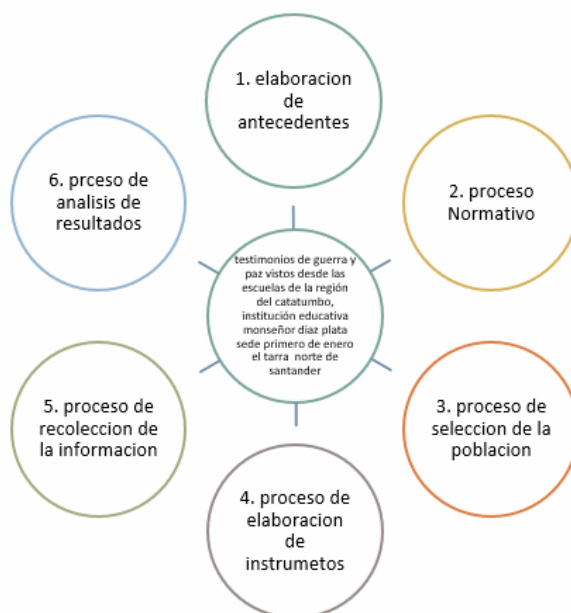 1. elaboracion
de
antecedentes
2. proceso
Normativo
3. proceso de
seleccion de la
poblacion
4. proceso de
elaboracion
de
instrumetos
5. proceso de
recoleccion de
la informacion
6. prceso de
analisis de
resultados
testimonios de guerra y
paz vistos desde las
escuelas de la región
del catatumbo,
institución educativa
monseñor diaz plata
sede primero de enero
el tarra norte de
santander